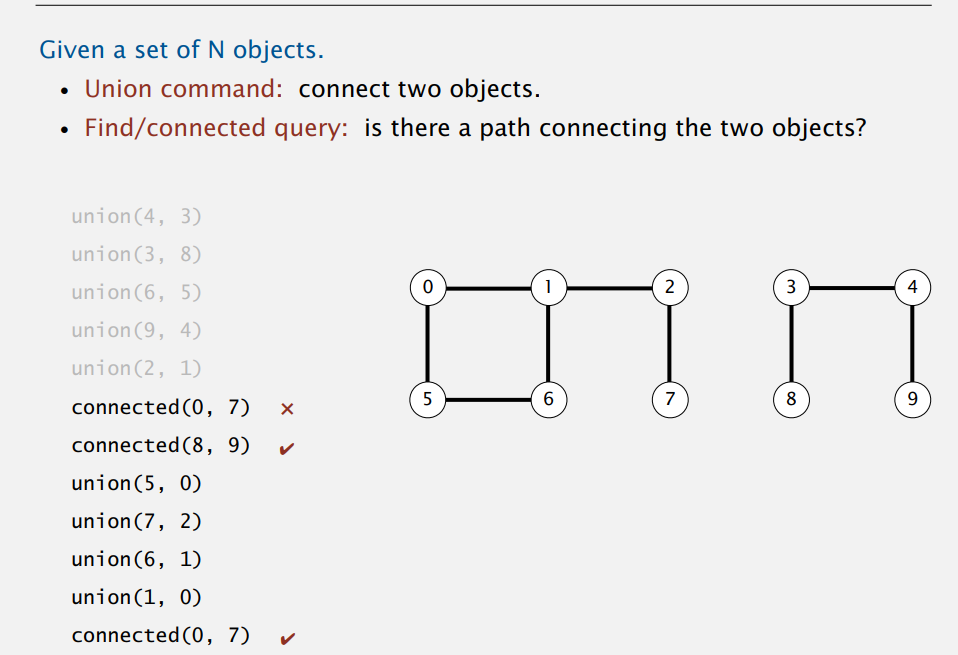 Given a set of N objects.
• Union command: connect two objects.
• Find/connected query: is there a path connecting the two objects?
union(4, 3)
union(3, 8)
union(6, 5)
union(9, 4)
union(2, 1)
connected(0, 7) ×
connected(8, 9) ✔
union(5, 0)
union(7, 2)
union(6, 1)
union(1, 0)
connected(0, 7) ✔
0 1 2 3 4
5 6 7 8 9